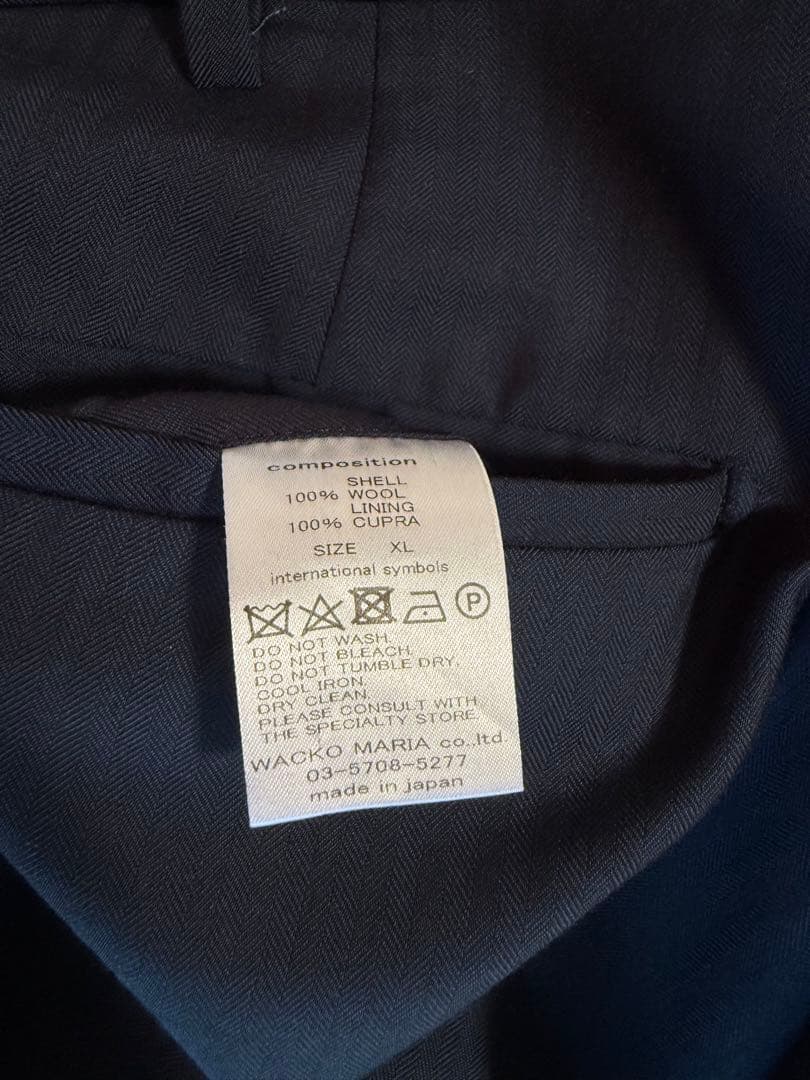 composition
SHELL
100% WOOL
LINING
100% CUPRA
SIZE XL
international symbols
P
DO NOT WASH.
DO NOT BLEACH.
DO NOT TUMBLE DRY.
COOL IRON.
DRY CLEAN.
PLEASE CONSULT WITH
THE SPECIALTY STORE.
WACKO MARIA co.,ltd.
03-5708-5277
made in japan